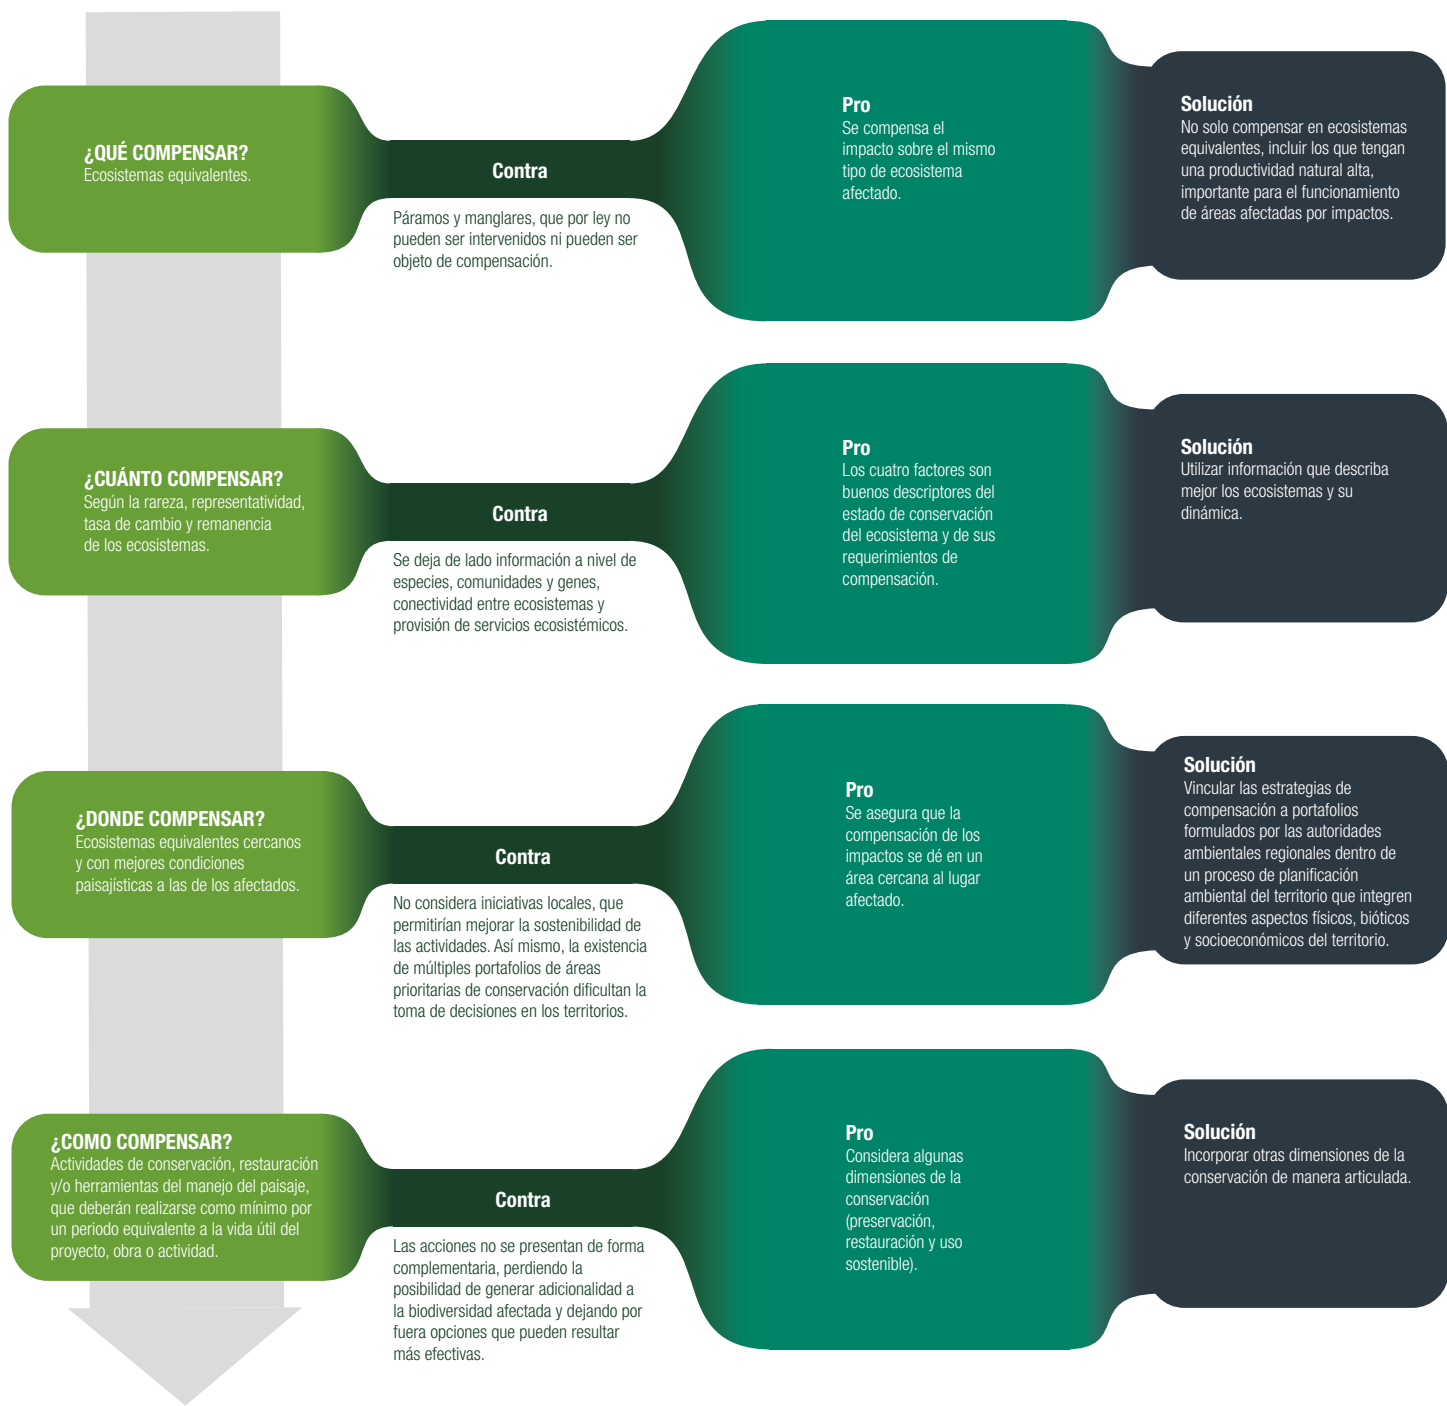 ¿QUÉ COMPENSAR?
Ecosistemas equivalentes.
Contra
Páramos y manglares, que por ley no
pueden ser intervenidos ni pueden ser
objeto de compensación.
Pro
Se compensa el
impacto sobre el mismo
tipo de ecosistema
afectado.
Solución
No solo compensar en ecosistemas
equivalentes, incluir los que tengan
una productividad natural alta,
importante para el funcionamiento
de áreas afectadas por impactos.
¿CUÁNTO COMPENSAR?
Según la rareza, representatividad,
tasa de cambio y remanencia
de los ecosistemas.
Contra
Se deja de lado información a nivel de
especies, comunidades y genes,
conectividad entre ecosistemas y
provisión de servicios ecosistémicos.
Pro
Los cuatro factores son
buenos descriptores del
estado de conservación
del ecosistema y de sus
requerimientos de
compensación.
Solución
Utilizar información que describa
mejor los ecosistemas y su
dinámica.
¿DONDE COMPENSAR?
Ecosistemas equivalentes cercanos
y con mejores condiciones
paisajísticas a las de los afectados.
Contra
No considera iniciativas locales, que
permitirían mejorar la sostenibilidad de
las actividades. Así mismo, la existencia
de múltiples portafolios de áreas
prioritarias de conservación dificultan la
toma de decisiones en los territorios.
Pro
Se asegura que la
compensación de los
impactos se dé en un
área cercana al lugar
afectado.
Solución
Vincular las estrategias de
compensación a portafolios
formulados por las autoridades
ambientales regionales dentro de
un proceso de planificación
ambiental del territorio que integren
diferentes aspectos físicos, bióticos
y socioeconómicos del territorio.
¿COMO COMPENSAR?
Actividades de conservación, restauración
y/o herramientas del manejo del paisaje,
que deberán realizarse como mínimo por
un periodo equivalente a la vida útil del
proyecto, obra o actividad.
Contra
Las acciones no se presentan de forma
complementaria, perdiendo la
posibilidad de generar adicionalidad a
la biodiversidad afectada y dejando por
fuera opciones que pueden resultar
más efectivas.
Pro
Considera algunas
dimensiones de la
conservación
(preservación,
restauración y uso
sostenible).
Solución
Incorporar otras dimensiones de la
conservación de manera articulada.